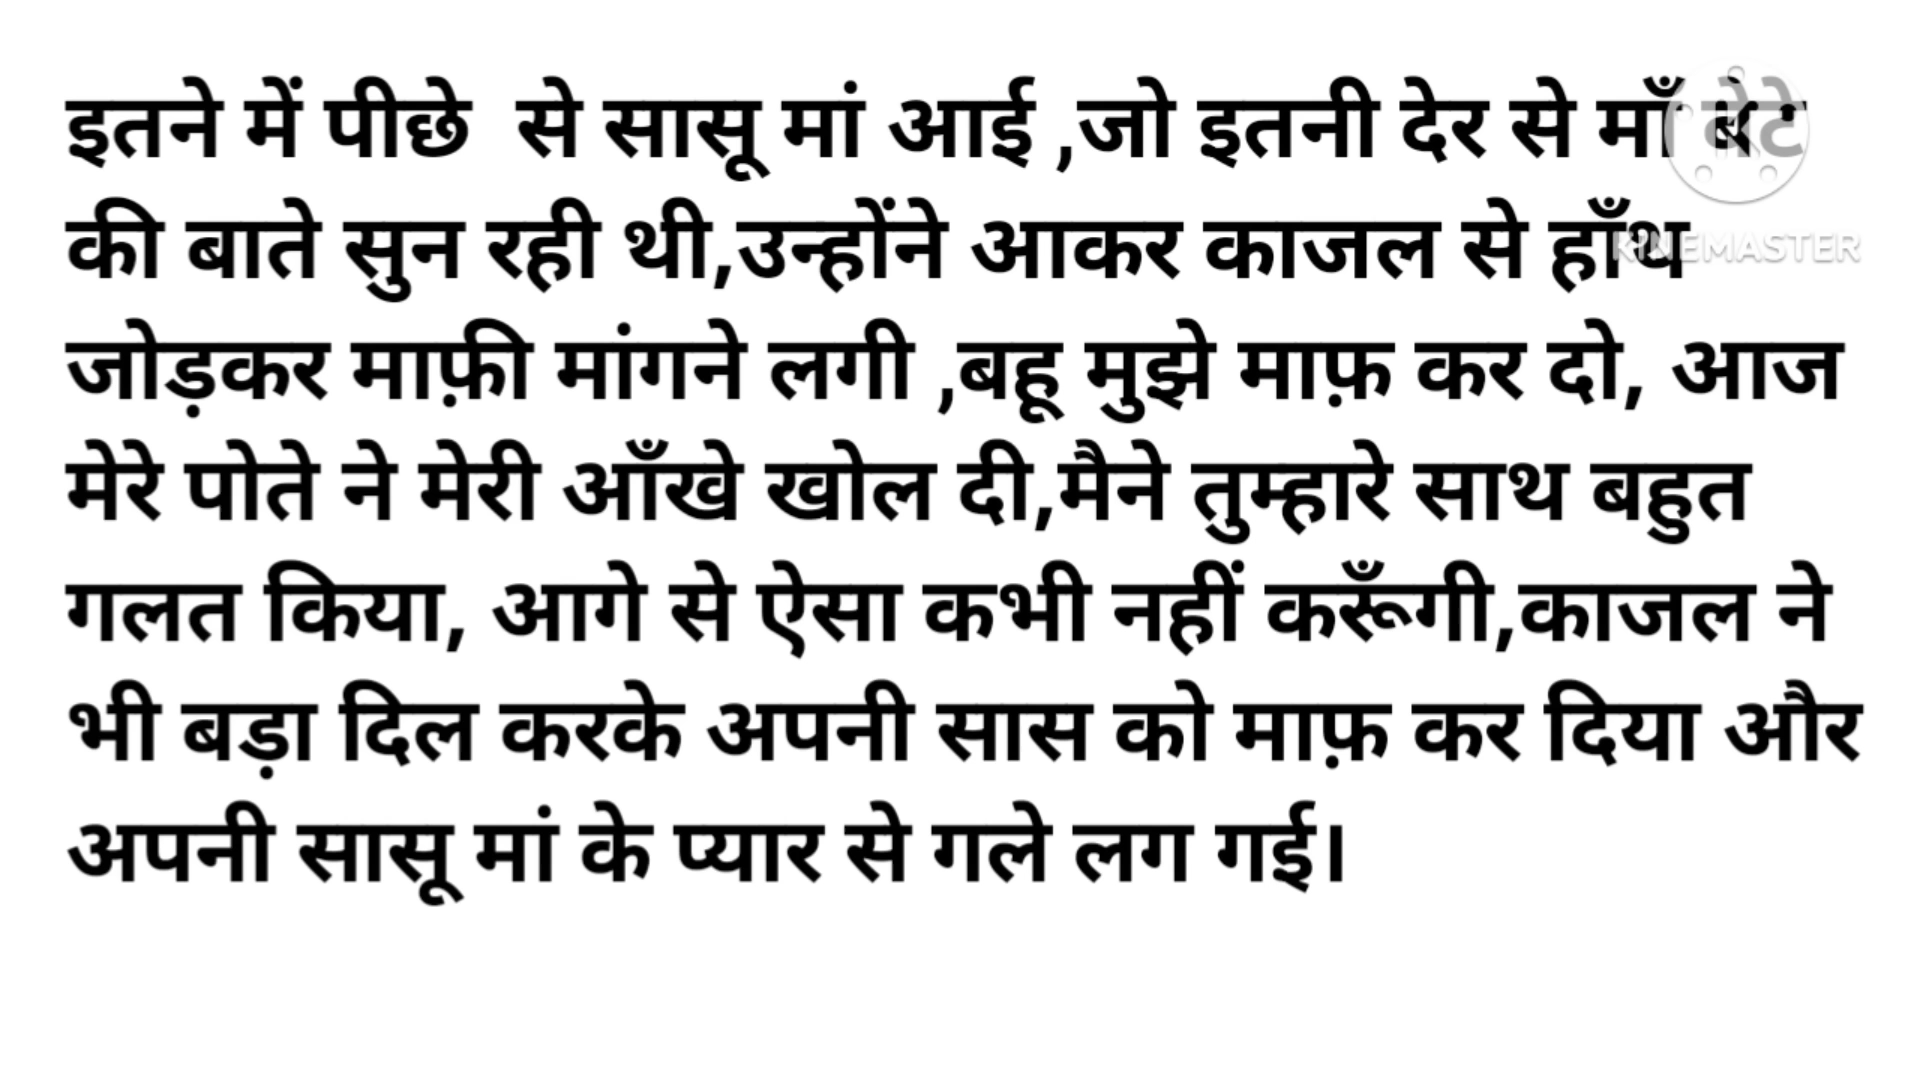 इतने में पीछे  से सासू मां आई ,जो इतनी देर से माँ बेटे
की बाते सुन रही थी,उन्होंने आकर काजल से हाँथ
KINEMASTER
जोड़कर माफ़ी मांगने लगी ,बहू मुझे माफ़ कर दो, आज
मेरे पोते ने मेरी आँखे खोल दी,मैने तुम्हारे साथ बहुत
गलत किया, आगे से ऐसा कभी नहीं करूँगी,काजल ने
भी बड़ा दिल करके अपनी सास को माफ़ कर दिया और
अपनी सासू मां के प्यार से गले लग गई।